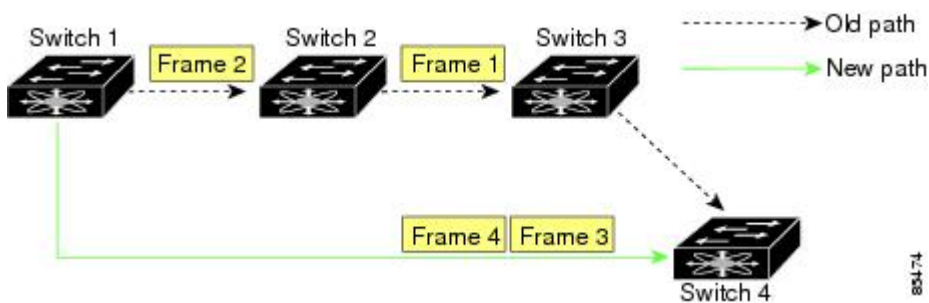 Switch 1
Switch 2
Switch 3
Old path
Frame 2
Frame 1
New path
Frame 4
Frame 3
Switch 4
85474